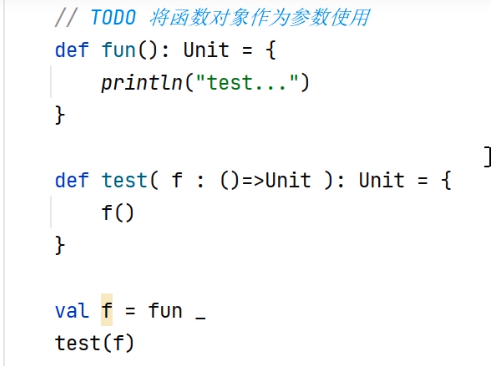 // TODO 将函数对象作为参数使用
def fun(): Unit = {
    println("test...")
}
def test( f : ()=>Unit ): Unit = {
    f()
}
val f = fun _
test(f)